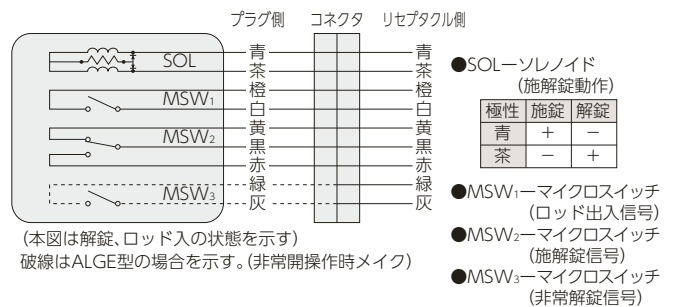 プラグ側 コネクタ リセプタクル側
SOL
MSW₁
MSW₂
MSW₃
青 青
茶 茶
橙 橙
白 白
黄 黄
黒 黒
赤 赤
緑 緑
灰 灰
(本図は解錠、ロッド入の状態を示す)
破線はALGE型の場合を示す。(非常開操作時メイク)
●SOLーソレノイド
(施解錠動作)
極性 施錠 解錠
青 + −
茶 − +
●MSW₁ーマイクロスイッチ
(ロッド出入信号)
●MSW₂ーマイクロスイッチ
(施解錠信号)
●MSW₃ーマイクロスイッチ
(非常解錠信号)